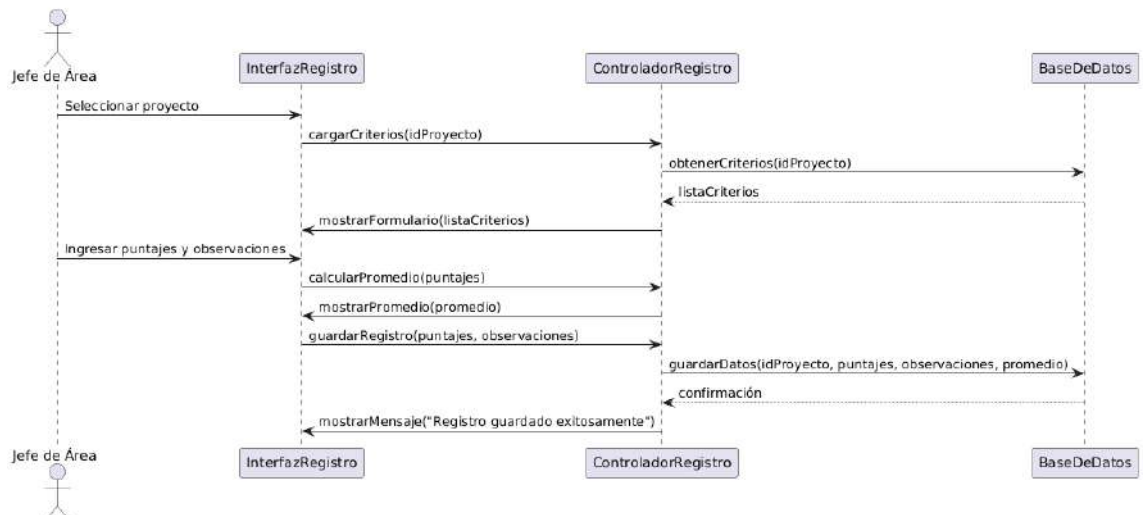 Jefe de Área
InterfazRegistro
ControladorRegistro
BaseDeDatos
Seleccionar proyecto
cargarCriterios(idProyecto)
obtenerCriterios(idProyecto)
listaCriterios
mostrarFormulario(listaCriterios)
Ingresar puntajes y observaciones
calcularPromedio(puntajes)
mostrarPromedio(promedio)
guardarRegistro(puntajes, observaciones)
guardarDatos(idProyecto, puntajes, observaciones, promedio)
confirmación
mostrarMensaje("Registro guardado exitosamente")
Jefe de Área
InterfazRegistro
ControladorRegistro
BaseDeDatos